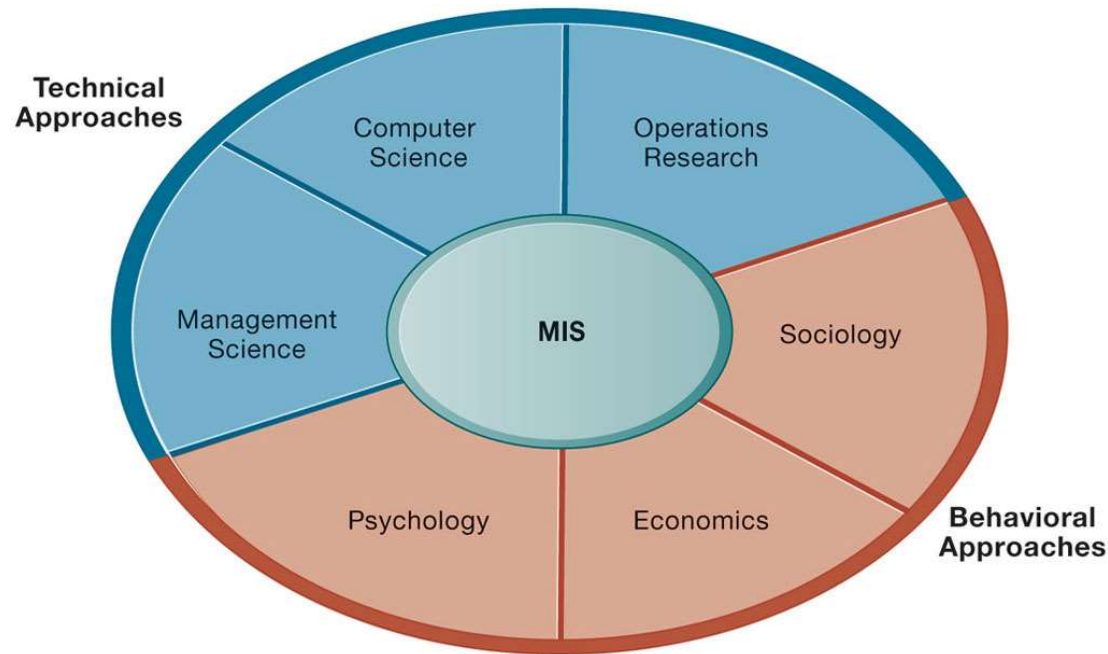 Technical
Approaches
Computer
Science
Operations
Research
Management
Science
MIS
Sociology
Psychology
Economics
Behavioral
Approaches